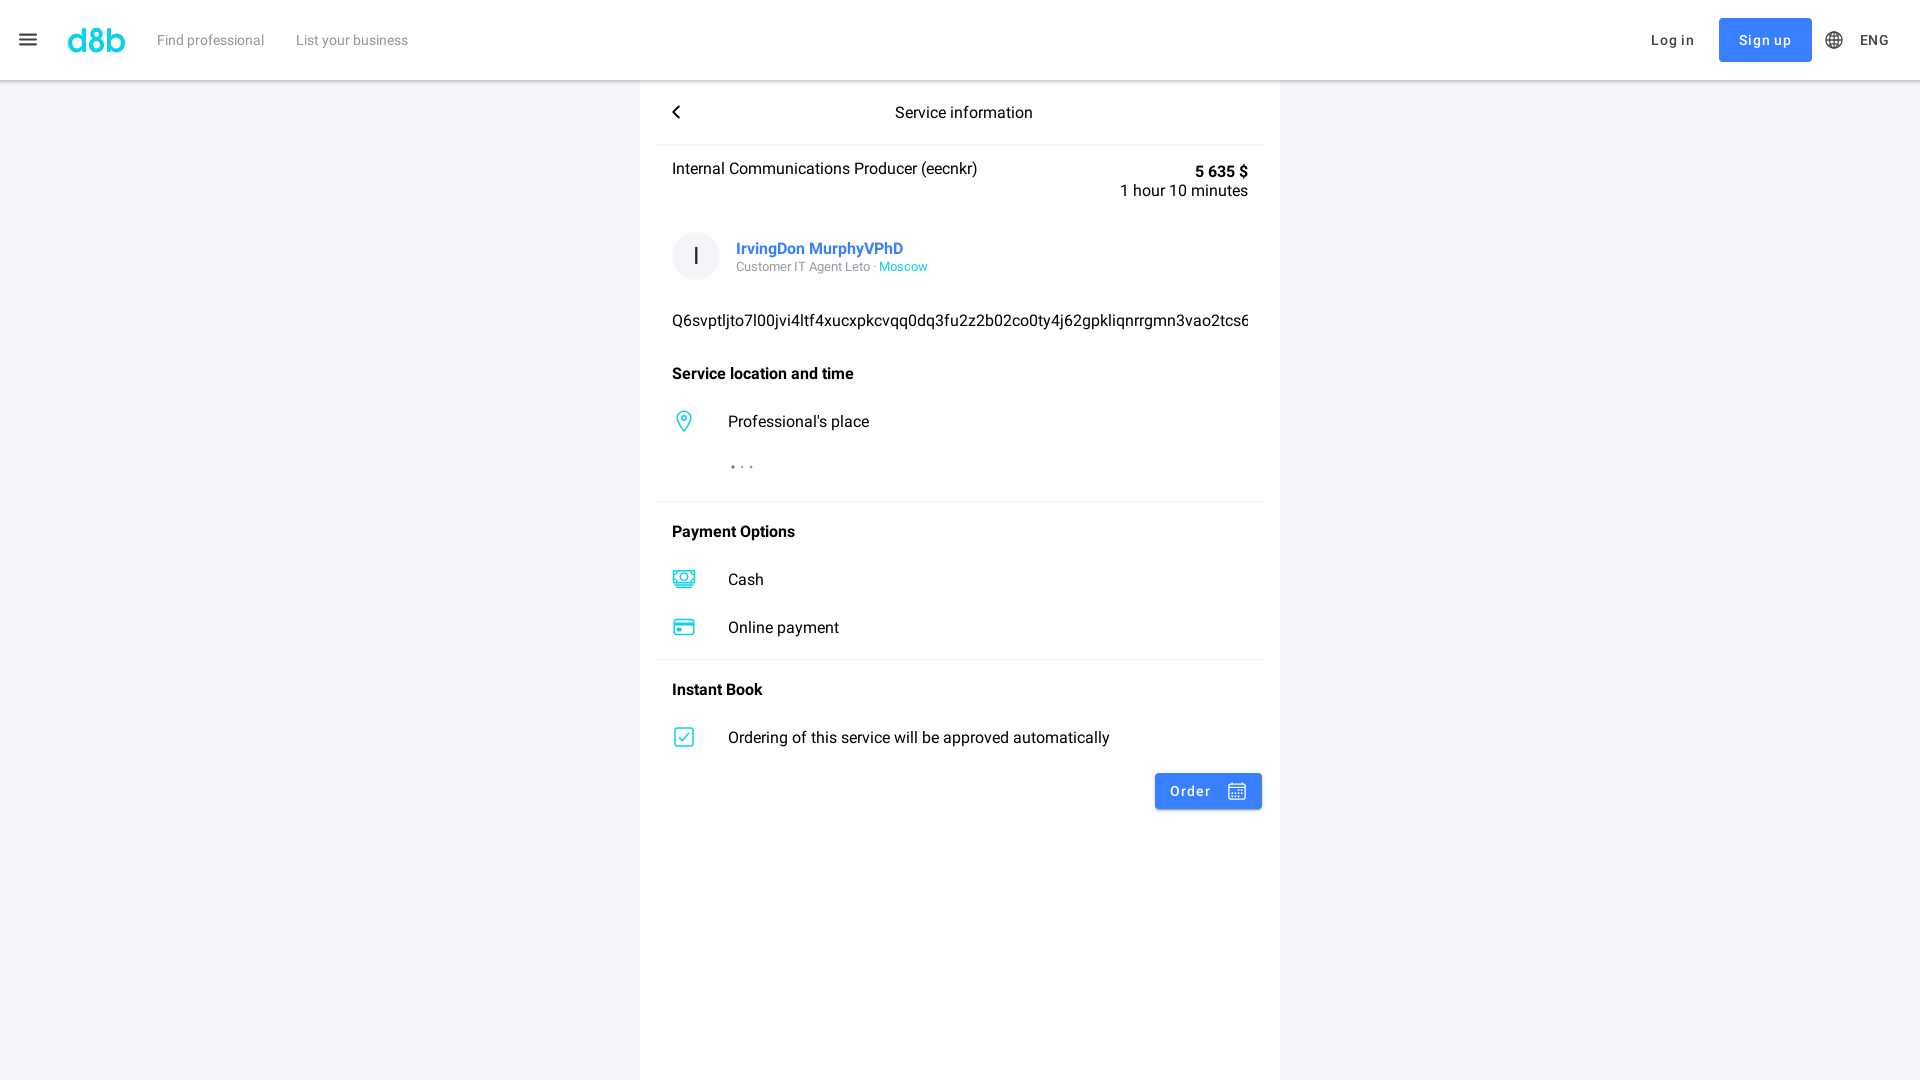 d8b
Find professional
List your business
Log in
Sign up
ENG
Service information
Internal Communications Producer (eecnkr)
5 635 $
1 hour 10 minutes
I
IrvingDon MurphyVPhD
Customer IT Agent Leto · Moscow
Q6svptljto7l00jvi4ltf4xucxpkcvqq0dq3fu2z2b02co0ty4j62gpkliqnrrgmn3vao2tcs6
Service location and time
Professional's place
Payment Options
Cash
Online payment
Instant Book
Ordering of this service will be approved automatically
Order